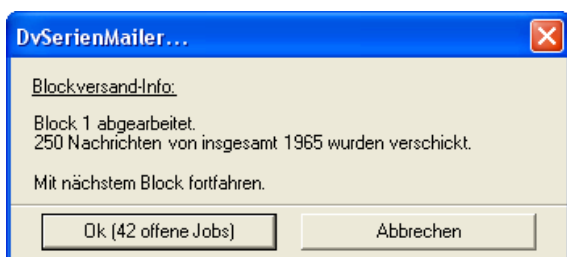 DvSerienMailer...
Blockversand-Info:
Block 1 abgearbeitet.
250 Nachrichten von insgesamt 1965 wurden verschickt.
Mit nächstem Block fortfahren.
Ok (42 offene Jobs)
Abbrechen